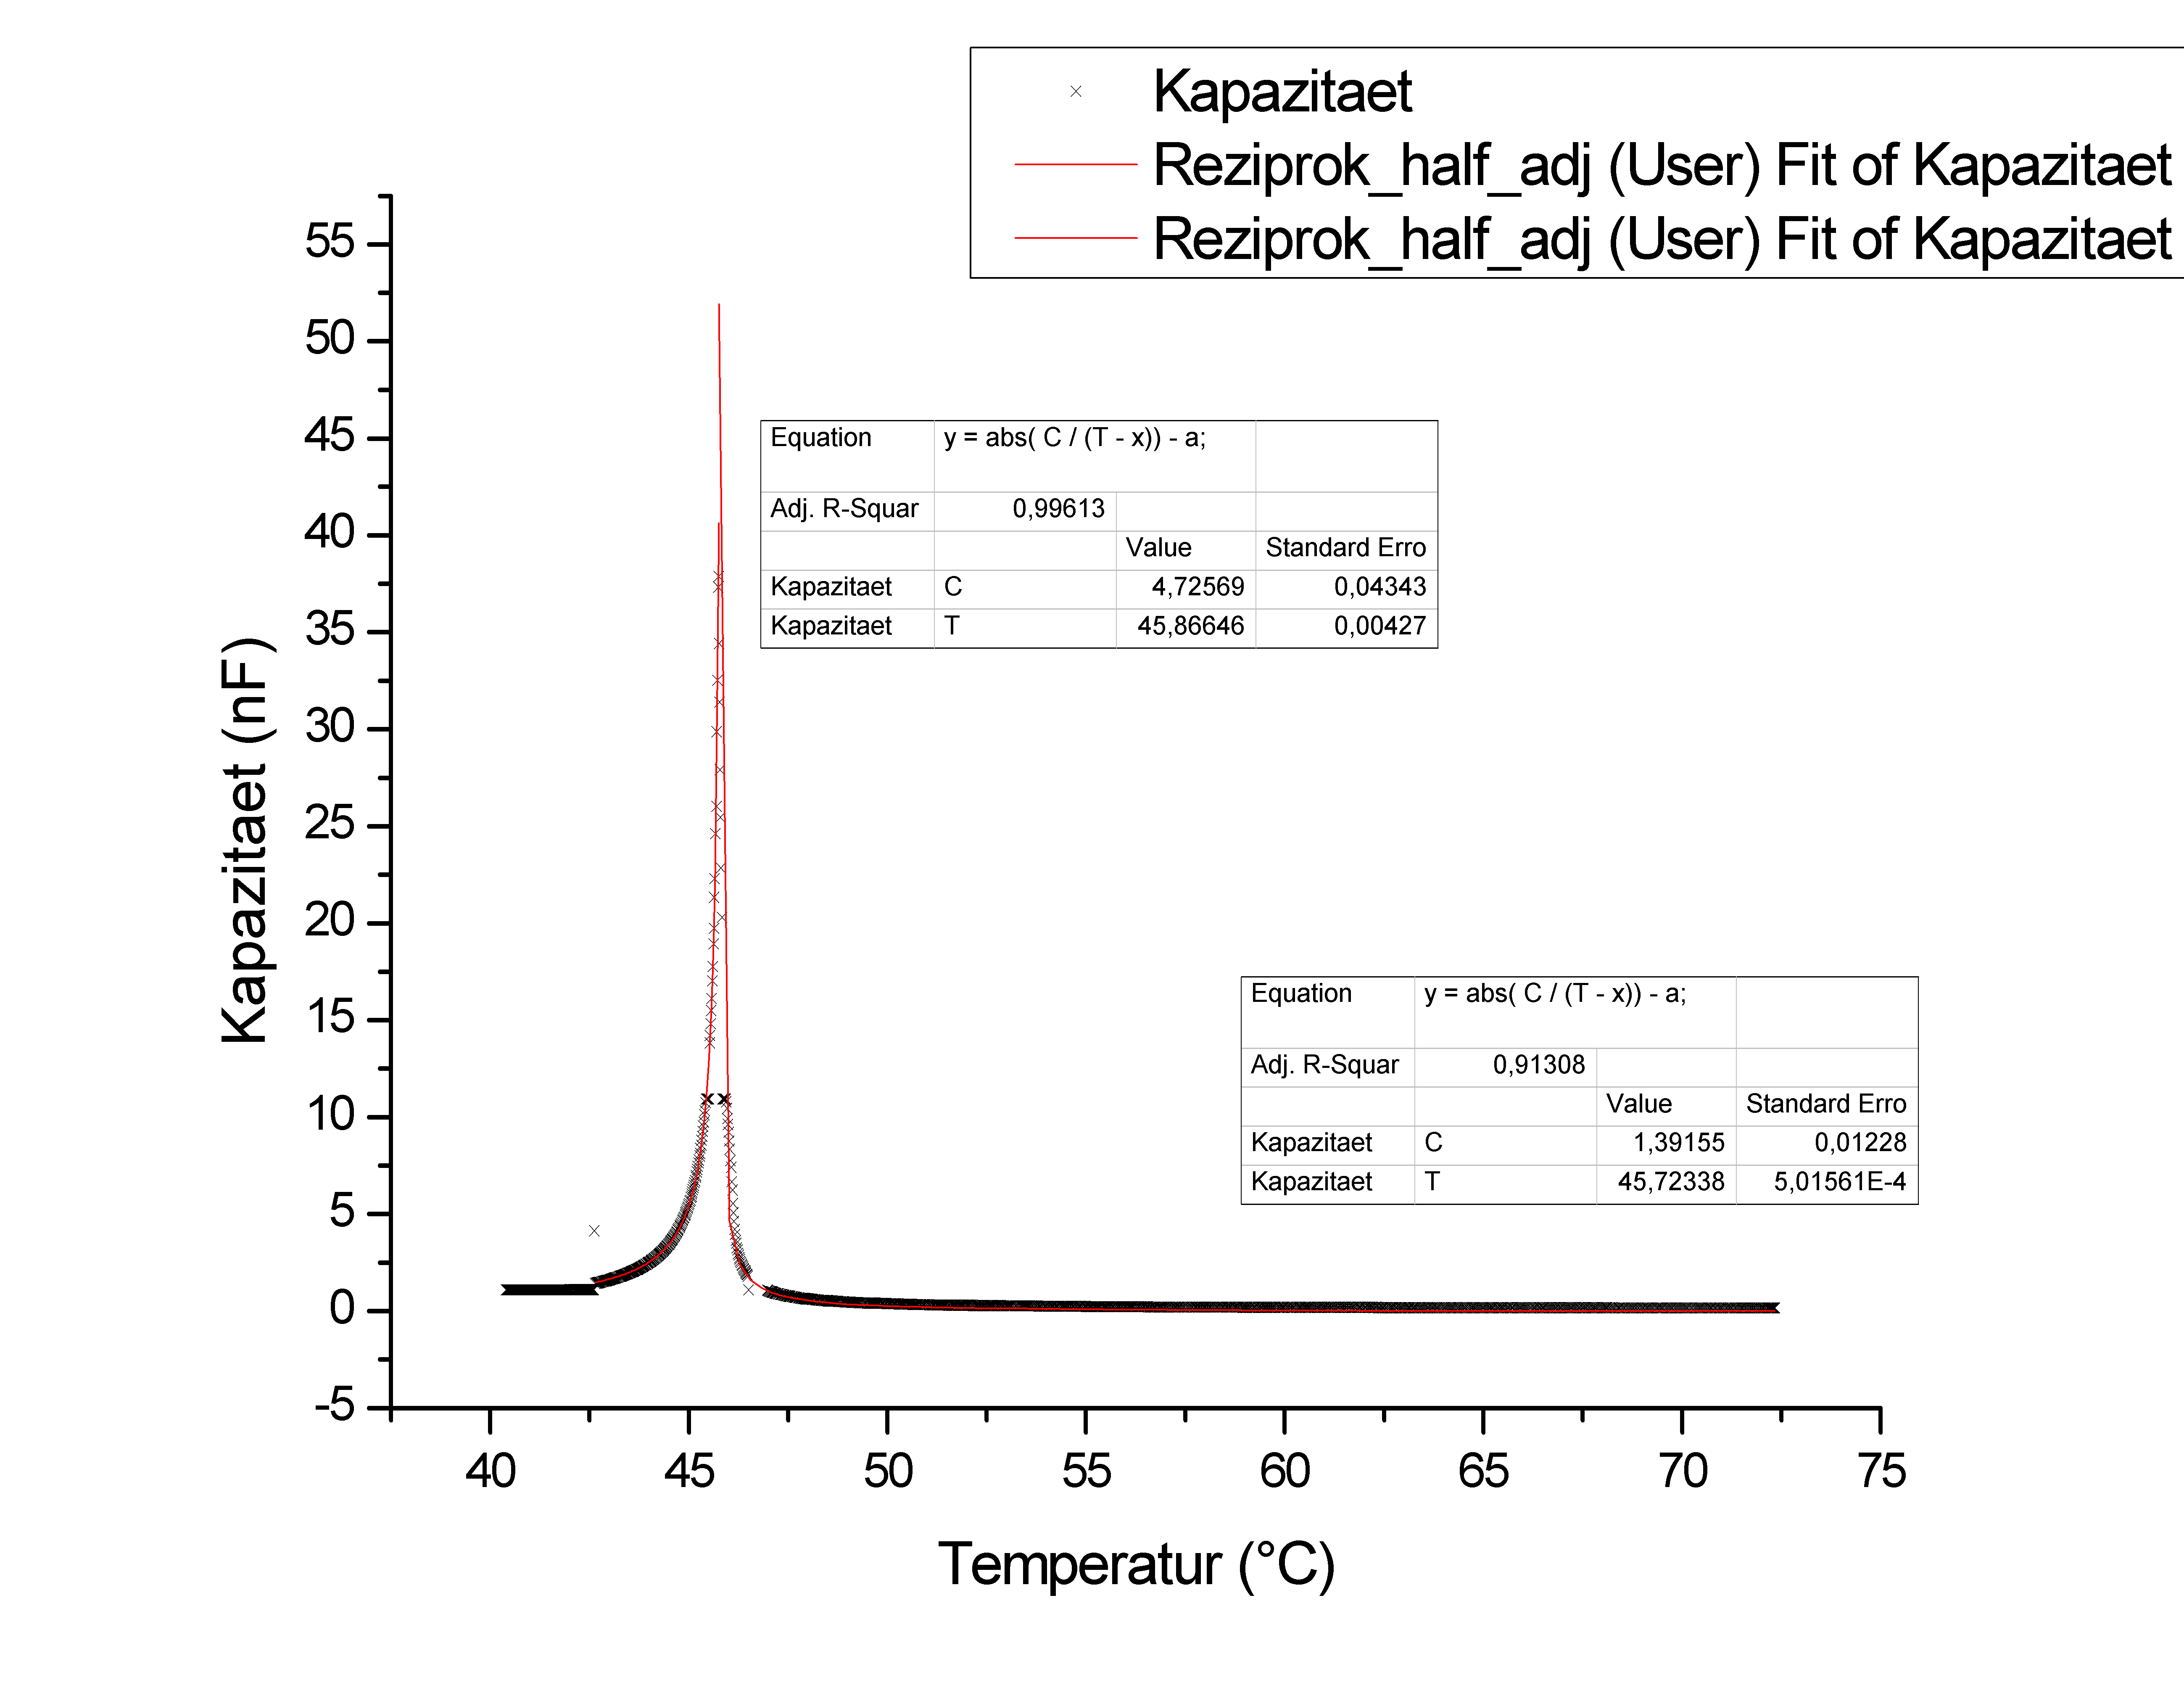 Kapazitaet
Reziprok_half_adj (User) Fit of Kapazitaet
Reziprok_half_adj (User) Fit of Kapazitaet
55
50
45
40
35
30
25
20
15
10
5
0
-5
Kapazitaet (nF)
Equation y = abs( C / (T - x)) - a;
Adj. R-Squar 0,99613
Value Standard Erro
Kapazitaet C 4,72569 0,04343
Kapazitaet T 45,86646 0,00427
Equation y = abs( C / (T - x)) - a;
Adj. R-Squar 0,91308
Value Standard Erro
Kapazitaet C 1,39155 0,01228
Kapazitaet T 45,72338 5,01561E-4
40 45 50 55 60 65 70 75
Temperatur (°C)